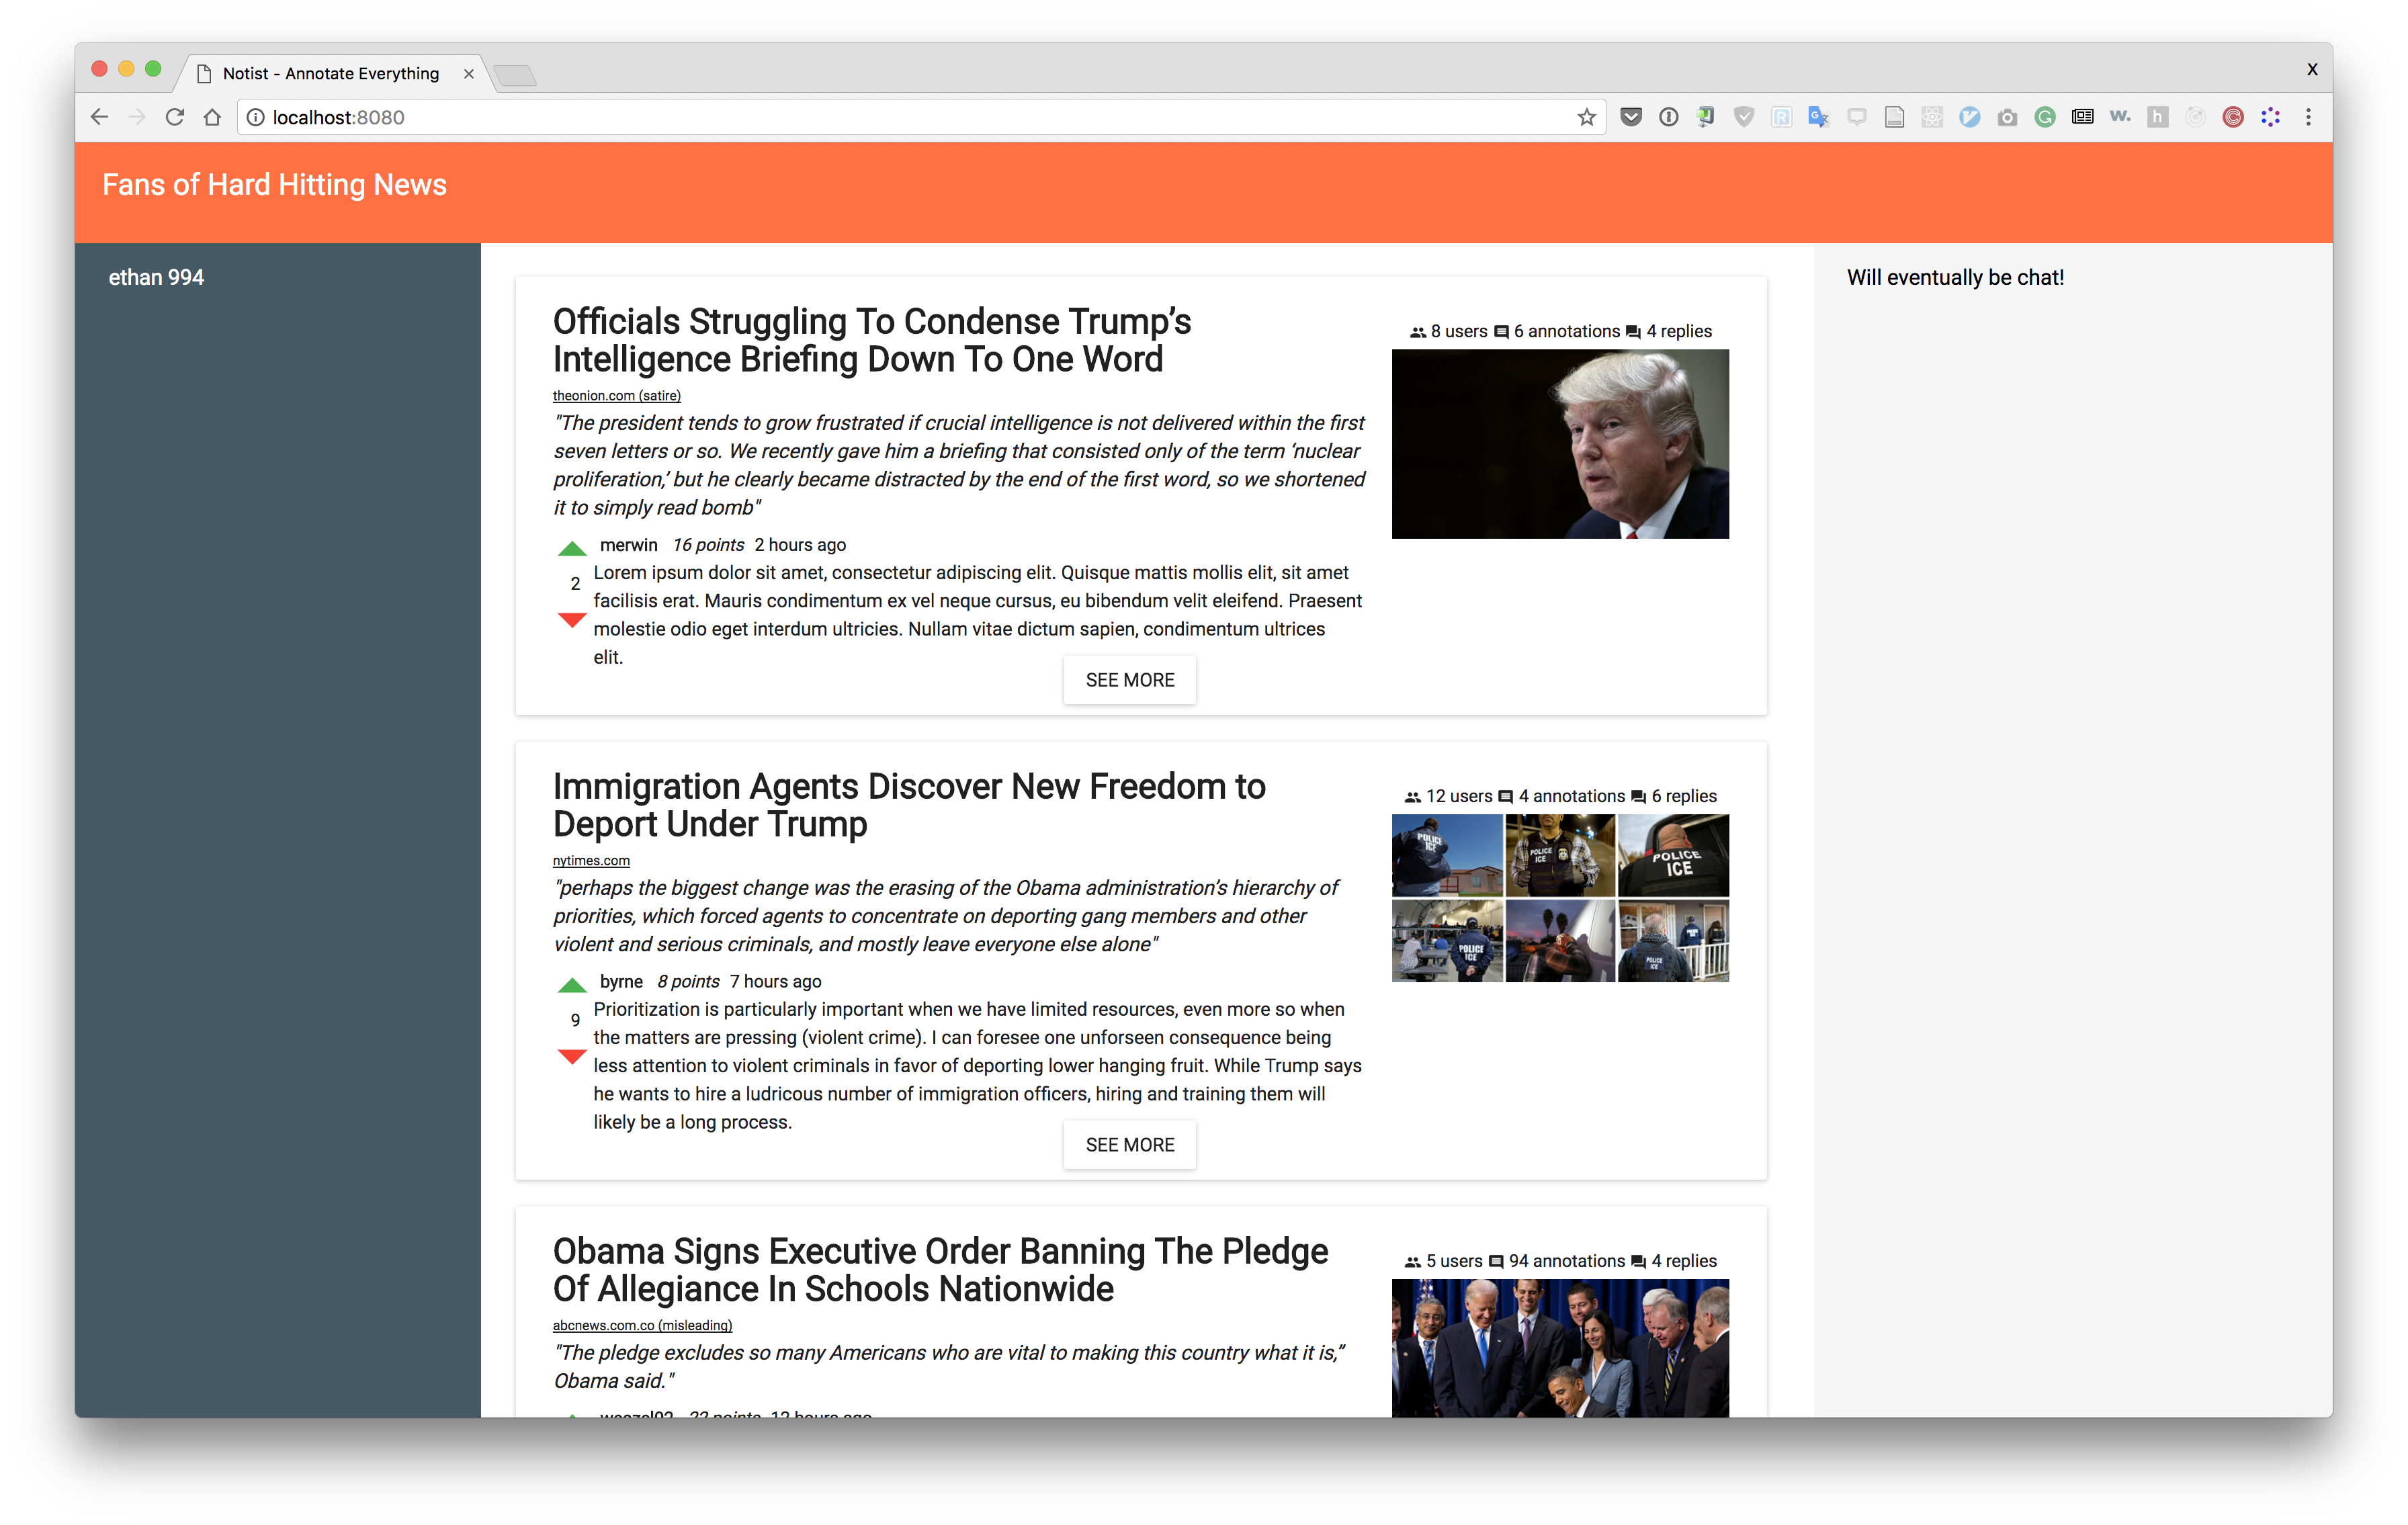 Notist - Annotate Everything
X
localhost:8080
Fans of Hard Hitting News
ethan 994
Will eventually be chat!
Officials Struggling To Condense Trump’s
Intelligence Briefing Down To One Word
theonion.com (satire)
"The president tends to grow frustrated if crucial intelligence is not delivered within the first
seven letters or so. We recently gave him a briefing that consisted only of the term ‘nuclear
proliferation,’ but he clearly became distracted by the end of the first word, so we shortened
it to simply read bomb"
8 users 6 annotations 4 replies
merwin 16 points 2 hours ago
2
Lorem ipsum dolor sit amet, consectetur adipiscing elit. Quisque mattis mollis elit, sit amet
facilisis erat. Mauris condimentum ex vel neque cursus, eu bibendum velit eleifend. Praesent
molestie odio eget interdum ultricies. Nullam vitae dictum sapien, condimentum ultrices
elit.
SEE MORE
Immigration Agents Discover New Freedom to
Deport Under Trump
nytimes.com
"perhaps the biggest change was the erasing of the Obama administration’s hierarchy of
priorities, which forced agents to concentrate on deporting gang members and other
violent and serious criminals, and mostly leave everyone else alone"
12 users 4 annotations 6 replies
POLICE
ICE
POLICE
ICE
POLICE
ICE
POLICE
ICE
POLICE
ICE
byrne 8 points 7 hours ago
9
Prioritization is particularly important when we have limited resources, even more so when
the matters are pressing (violent crime). I can foresee one unforseen consequence being
less attention to violent criminals in favor of deporting lower hanging fruit. While Trump says
he wants to hire a ludricous number of immigration officers, hiring and training them will
likely be a long process.
SEE MORE
Obama Signs Executive Order Banning The Pledge
Of Allegiance In Schools Nationwide
abcnews.com.co (misleading)
"The pledge excludes so many Americans who are vital to making this country what it is,”
Obama said."
5 users 94 annotations 4 replies
22 points 12 hours ago